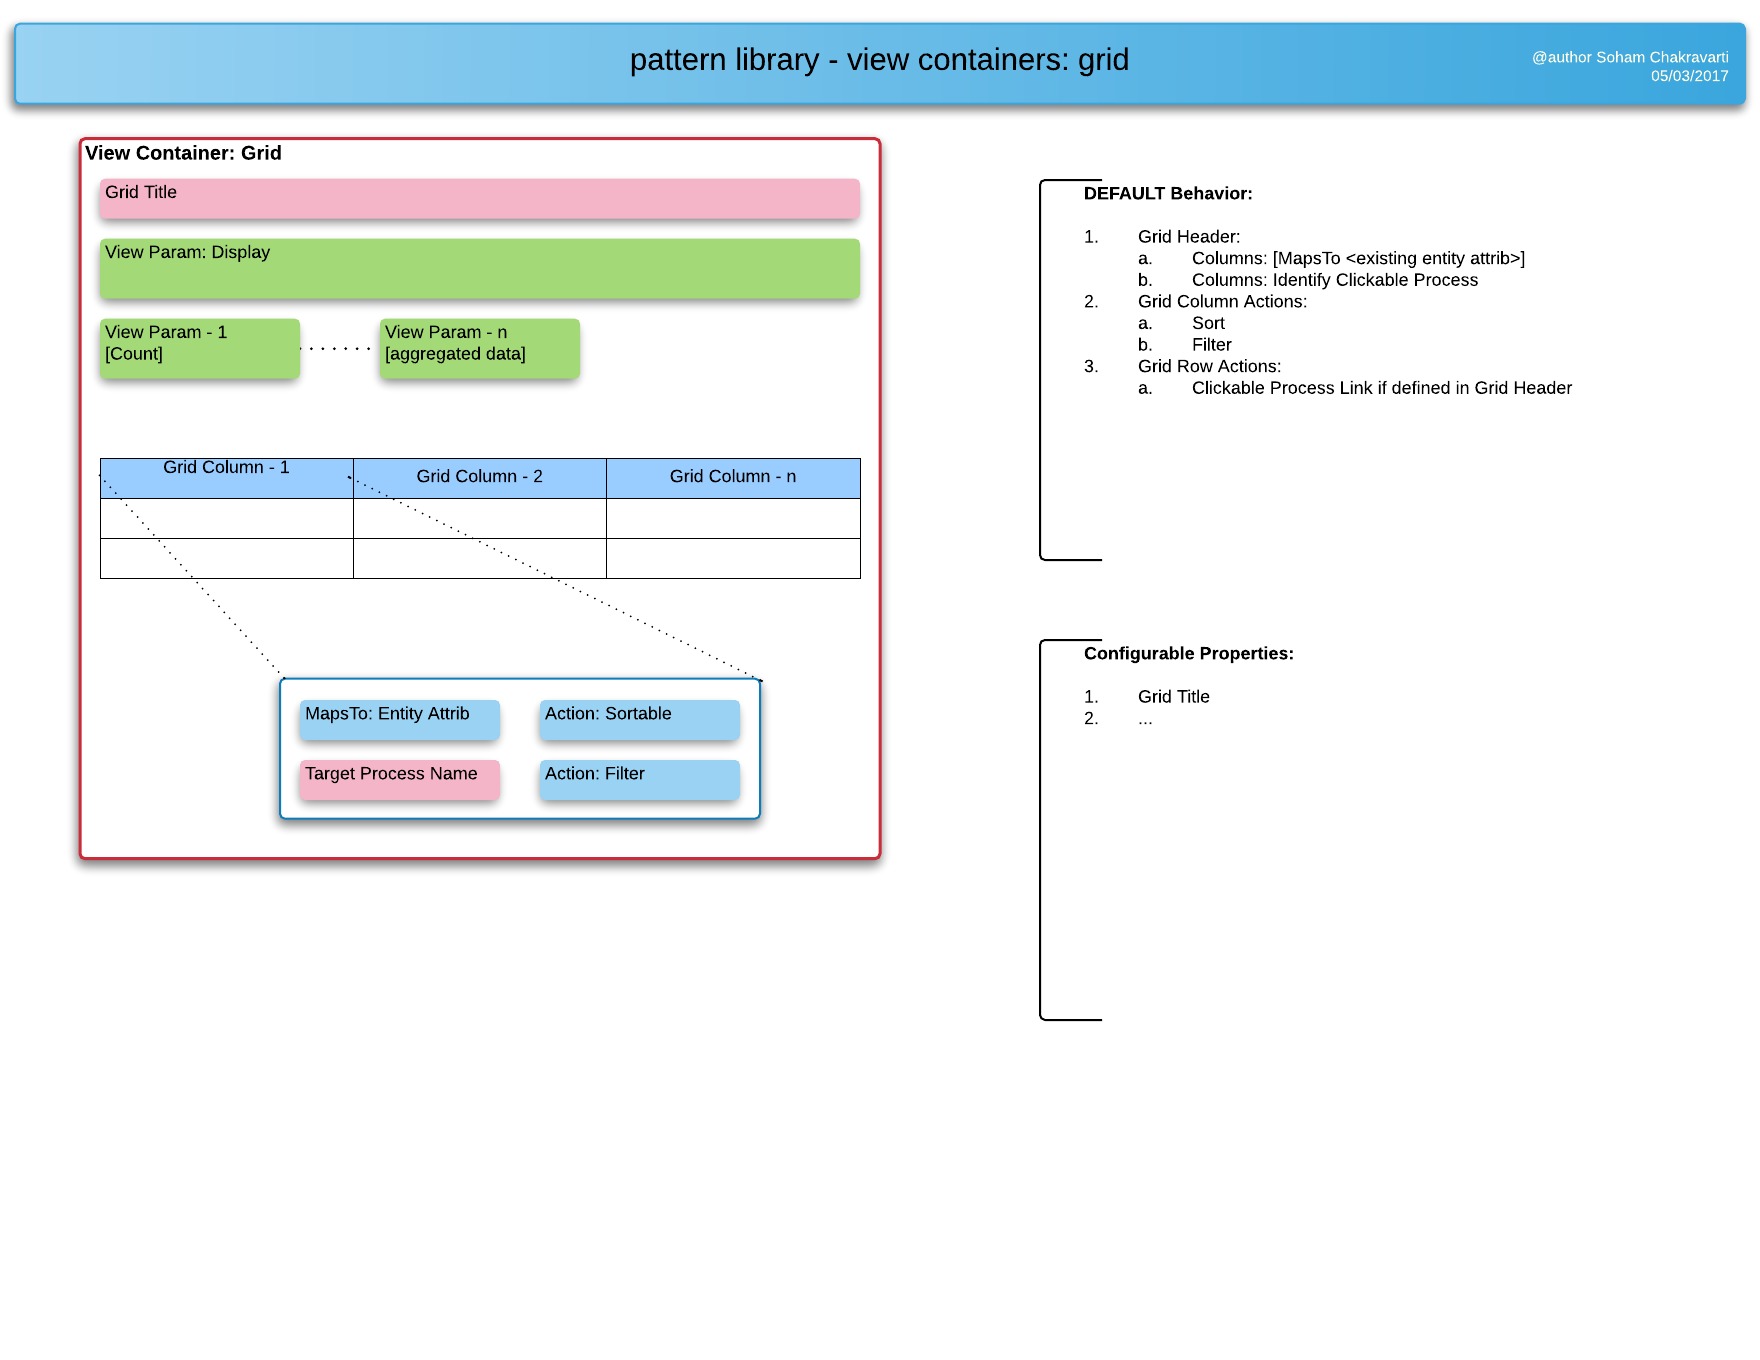 pattern library - view containers: grid
@author Soham Chakravarti
05/03/2017
View Container: Grid
Grid Title
View Param: Display
View Param - 1
[Count]
View Param - n
[aggregated data]
Grid Column - 1
Grid Column - 2
Grid Column - n
MapsTo: Entity Attrib
Action: Sortable
Target Process Name
Action: Filter
DEFAULT Behavior:
1. Grid Header:
a. Columns: [MapsTo <existing entity attrib>]
b. Columns: Identify Clickable Process
2. Grid Column Actions:
a. Sort
b. Filter
3. Grid Row Actions:
a. Clickable Process Link if defined in Grid Header
Configurable Properties:
1. Grid Title
2. ...